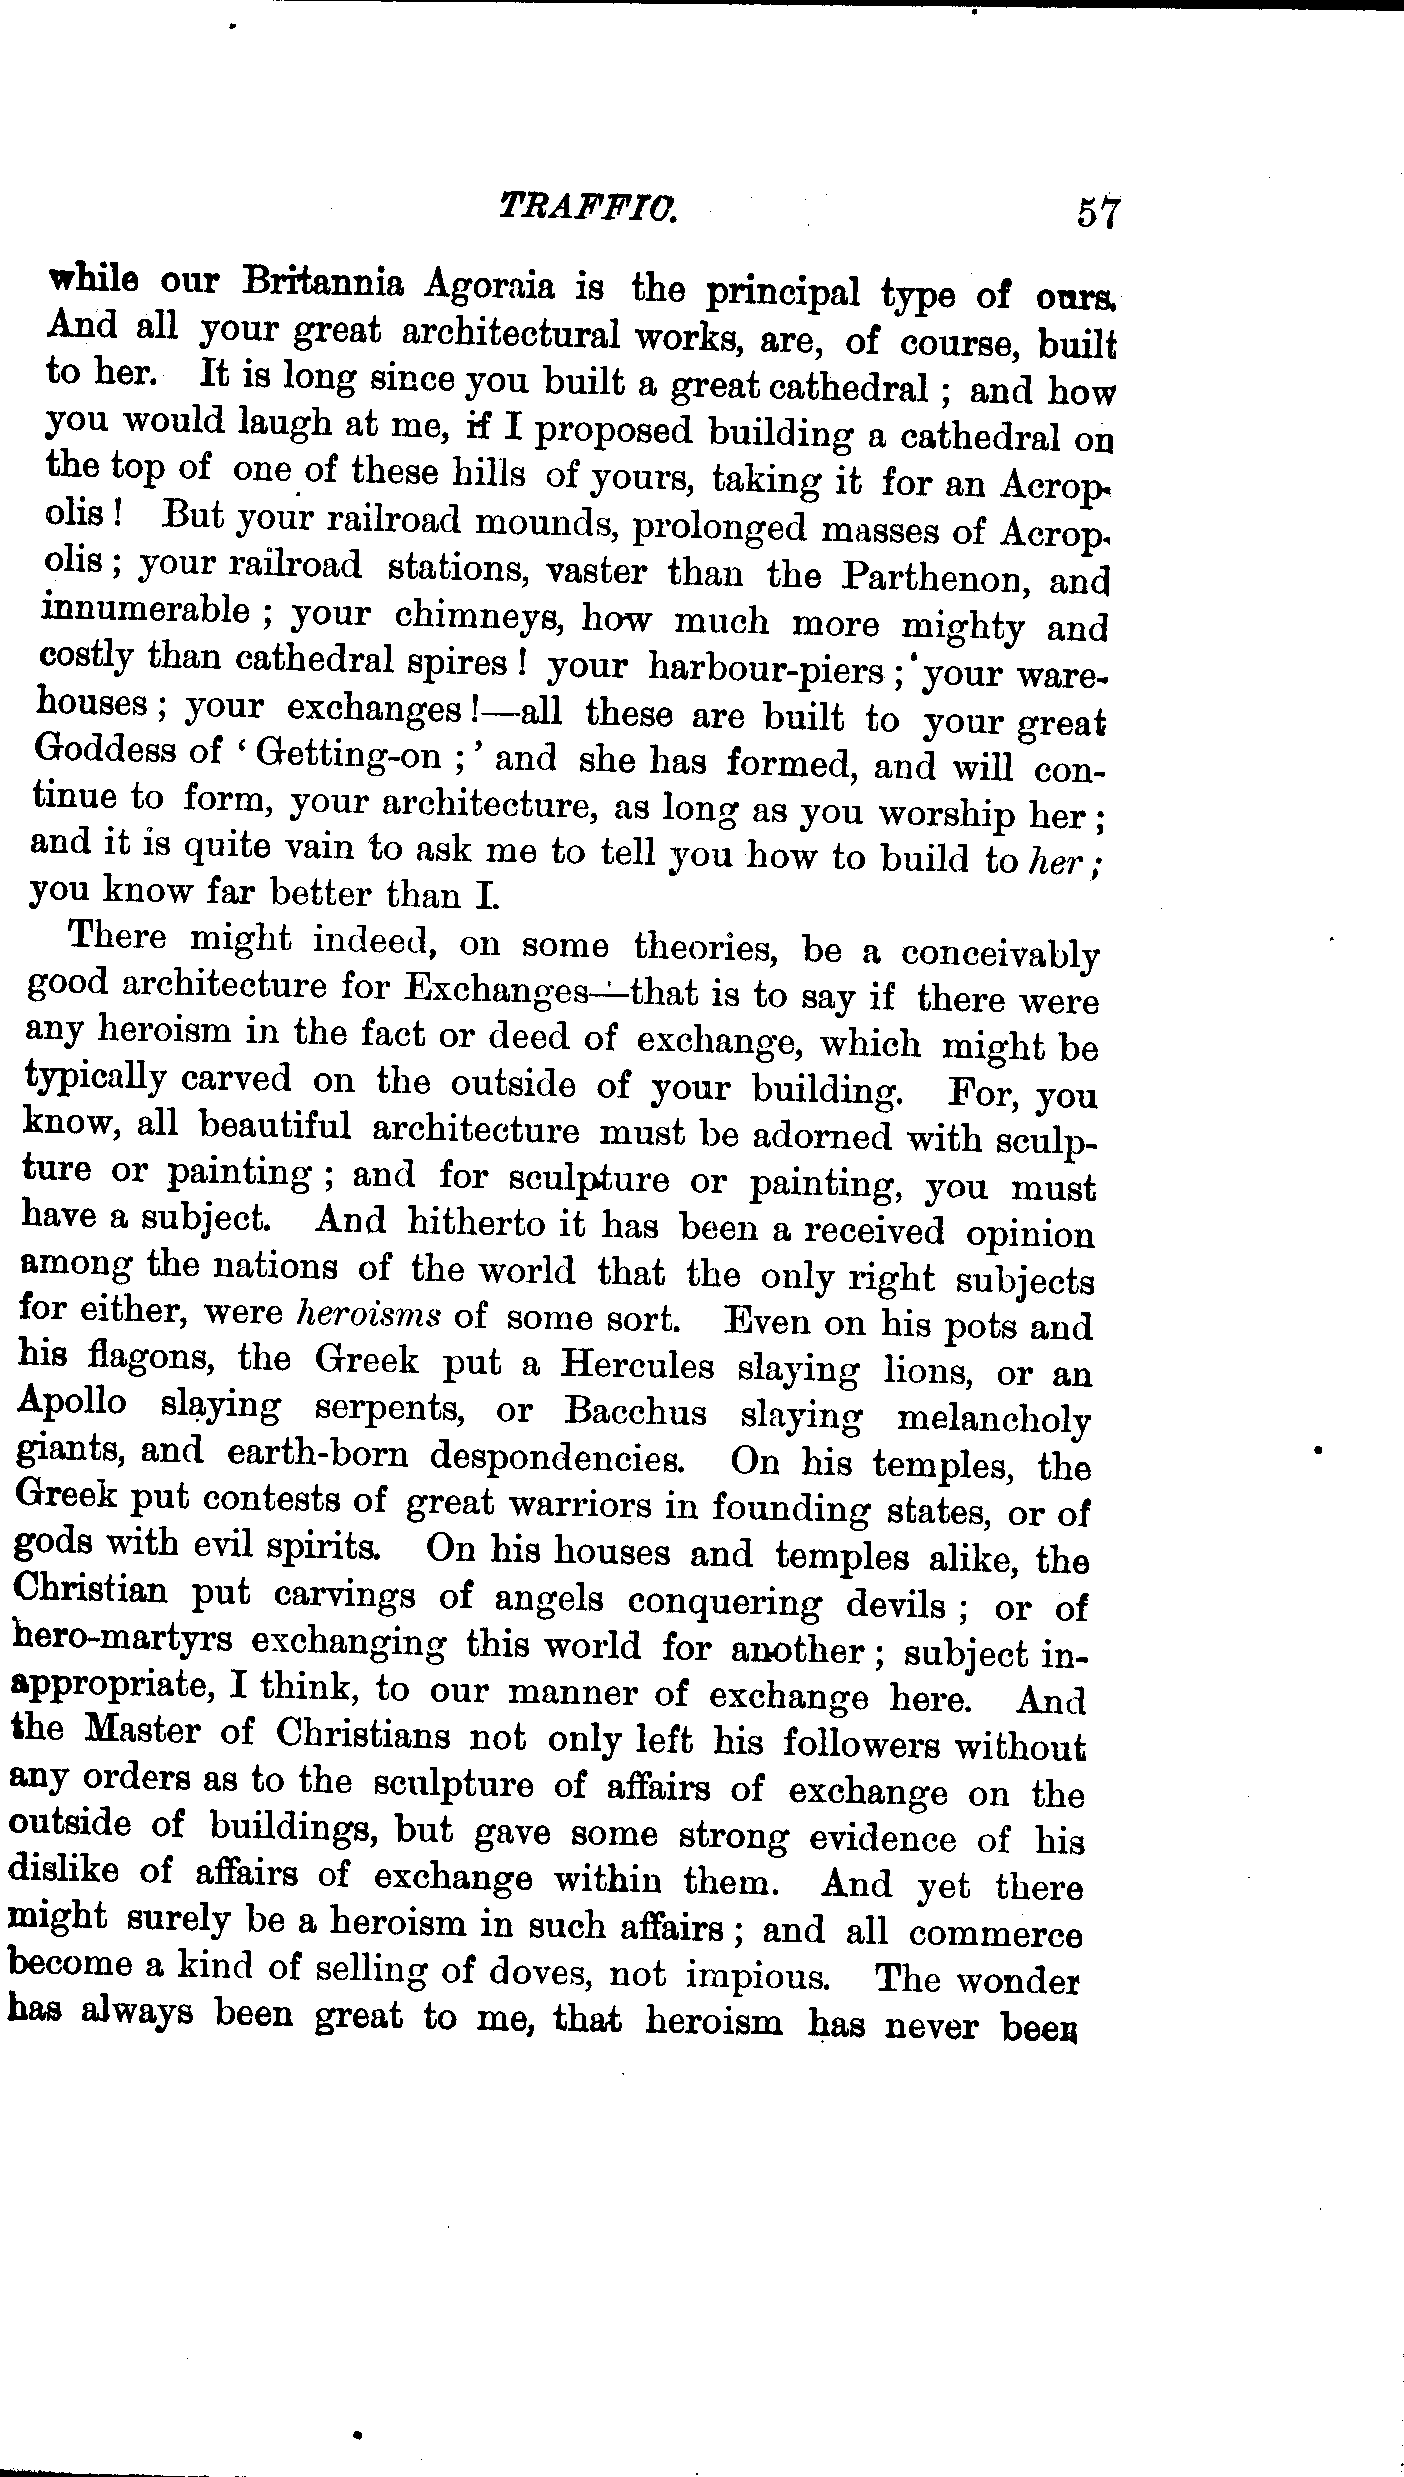 TRAFFIC. 57
while our Britannia Agoraia is the principal type of ours.
And all your great architectural works, are, of course, built
to her. It is long since you built a great cathedral ; and how
you would laugh at me, if I proposed building a cathedral on
the top of one of these hills of yours, taking it for an Acrop-
olis ! But your railroad mounds, prolonged masses of Acrop-
olis ; your railroad stations, vaster than the Parthenon, and
innumerable ; your chimneys, how much more mighty and
costly than cathedral spires ! your harbour-piers ; your ware-
houses ; your exchanges !—all these are built to your great
Goddess of ‘ Getting-on ; ’ and she has formed, and will con-
tinue to form, your architecture, as long as you worship her ;
and it is quite vain to ask me to tell you how to build to her ;
you know far better than I.
There might indeed, on some theories, be a conceivably
good architecture for Exchanges—that is to say if there were
any heroism in the fact or deed of exchange, which might be
typically carved on the outside of your building. For, you
know, all beautiful architecture must be adorned with sculp-
ture or painting ; and for sculpture or painting, you must
have a subject. And hitherto it has been a received opinion
among the nations of the world that the only right subjects
for either, were heroisms of some sort. Even on his pots and
his flagons, the Greek put a Hercules slaying lions, or an
Apollo slaying serpents, or Bacchus slaying melancholy
giants, and earth-born despondencies. On his temples, the
Greek put contests of great warriors in founding states, or of
gods with evil spirits. On his houses and temples alike, the
Christian put carvings of angels conquering devils ; or of
hero-martyrs exchanging this world for another ; subject in-
appropriate, I think, to our manner of exchange here. And
the Master of Christians not only left his followers without
any orders as to the sculpture of affairs of exchange on the
outside of buildings, but gave some strong evidence of his
dislike of affairs of exchange within them. And yet there
might surely be a heroism in such affairs ; and all commerce
become a kind of selling of doves, not impious. The wonder
has always been great to me, that heroism has never been